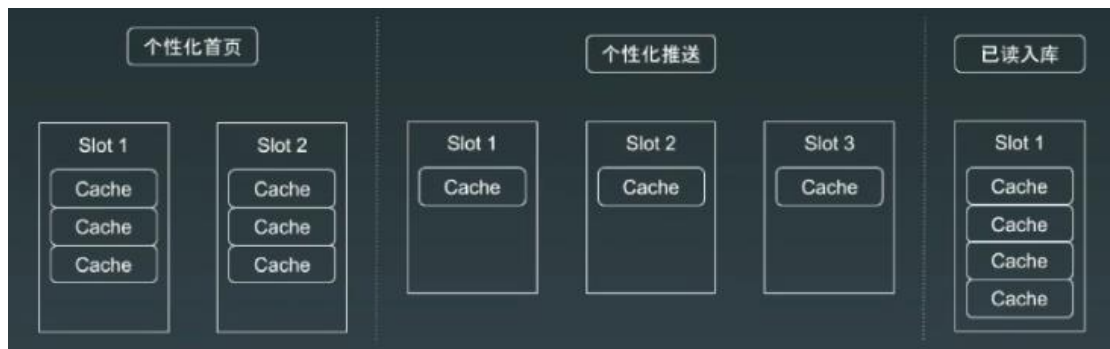 个性化首页
Slot 1
Cache
Cache
Cache
Slot 2
Cache
Cache
Cache
个性化推送
Slot 1
Cache
Slot 2
Cache
Slot 3
Cache
已读入库
Slot 1
Cache
Cache
Cache
Cache